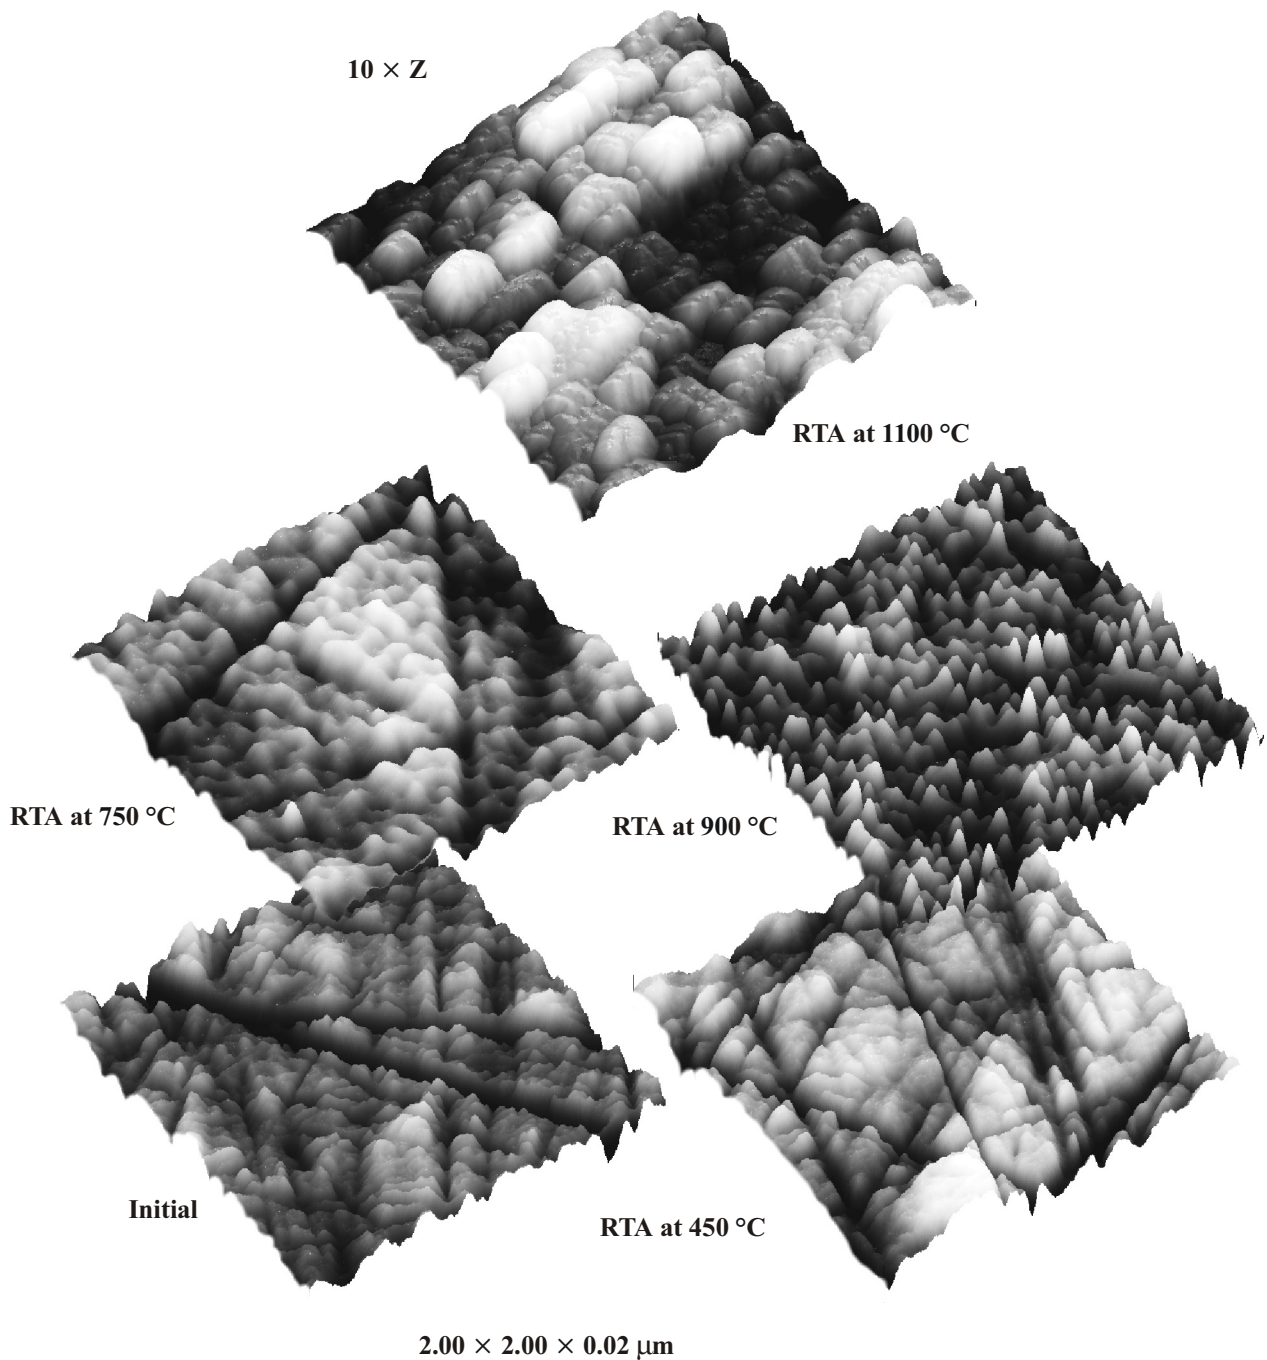 10 × Z
RTA at 1100 °C
RTA at 750 °C
RTA at 900 °C
Initial
RTA at 450 °C
2.00 × 2.00 × 0.02 μm